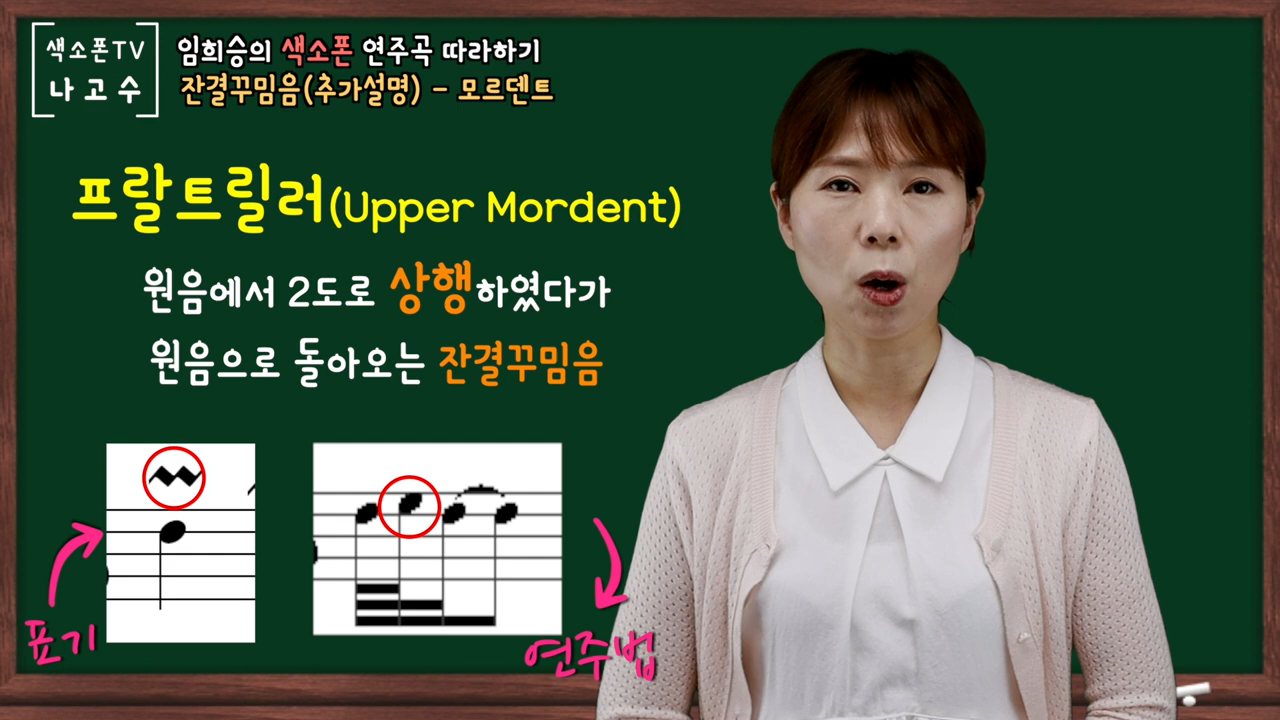 색소폰TV
나고수
임희승의 색소폰 연주곡 따라하기
잔결꾸밈음(추가설명) - 모르덴트
프랄트릴러(Upper Mordent)
원음에서 2도로 상행하였다가
원음으로 돌아오는 잔결꾸밈음
표기
연주법